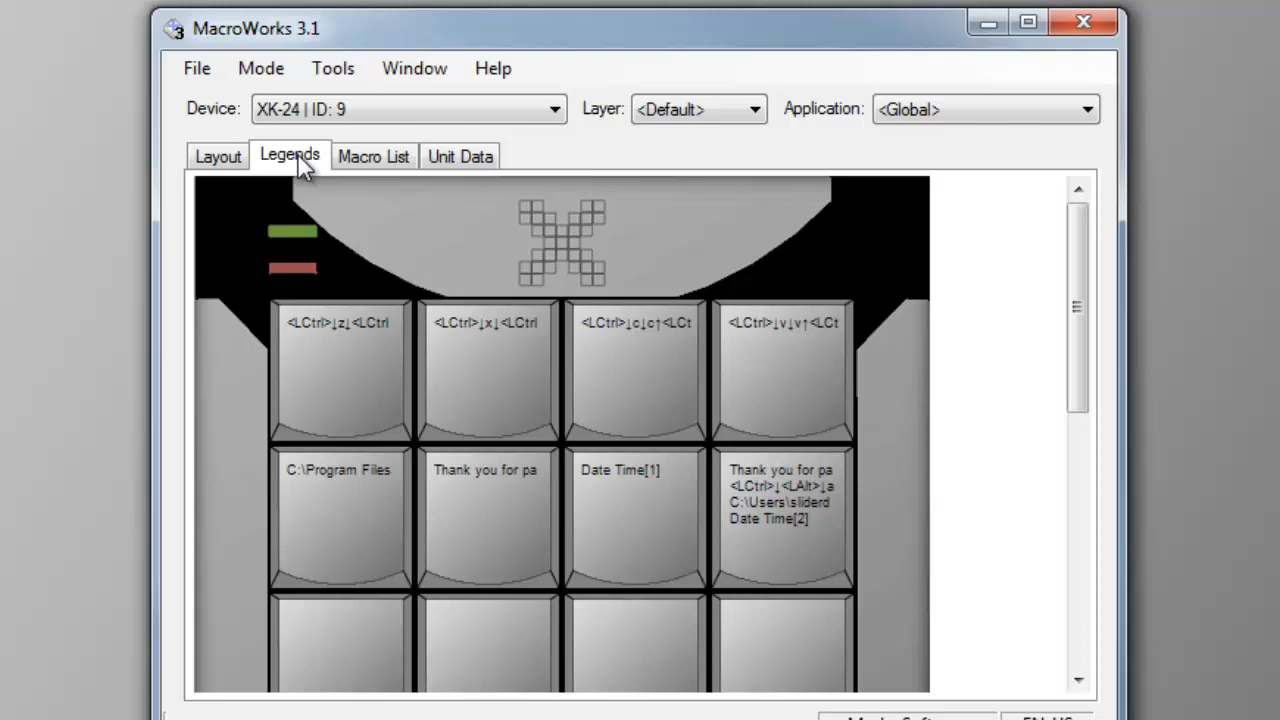 MacroWorks 3.1
File Mode Tools Window Help
Device: XK-24 | ID: 9 Layer: <Default> Application: <Global>
Layout Legends Macro List Unit Data
<LCtrl>↓z↓<LCtrl <LCtrl>↓x↓<LCtrl <LCtrl>↓c↓c↑<LCt <LCtrl>↓v↓v↑<LCt
C:\Program Files Thank you for pa Date Time[1] Thank you for pa
<LCtrl>↓<LAlt>↓a
C:\Users\sliderd
Date Time[2]